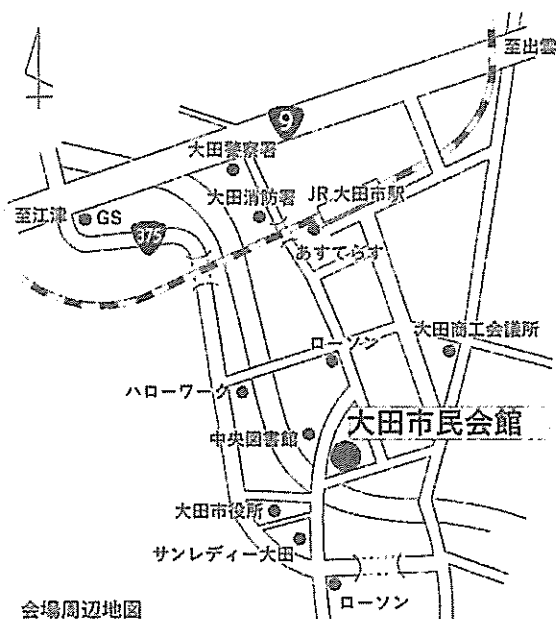 至出雲
9
大田警察署
大田消防署
JR 大田市駅
至江津
GS
375
あすてらす
ローソン
大田商工会議所
ハローワーク
大田市民会館
中央図書館
大田市役所
サンレディー大田
ローソン
会場周辺地図